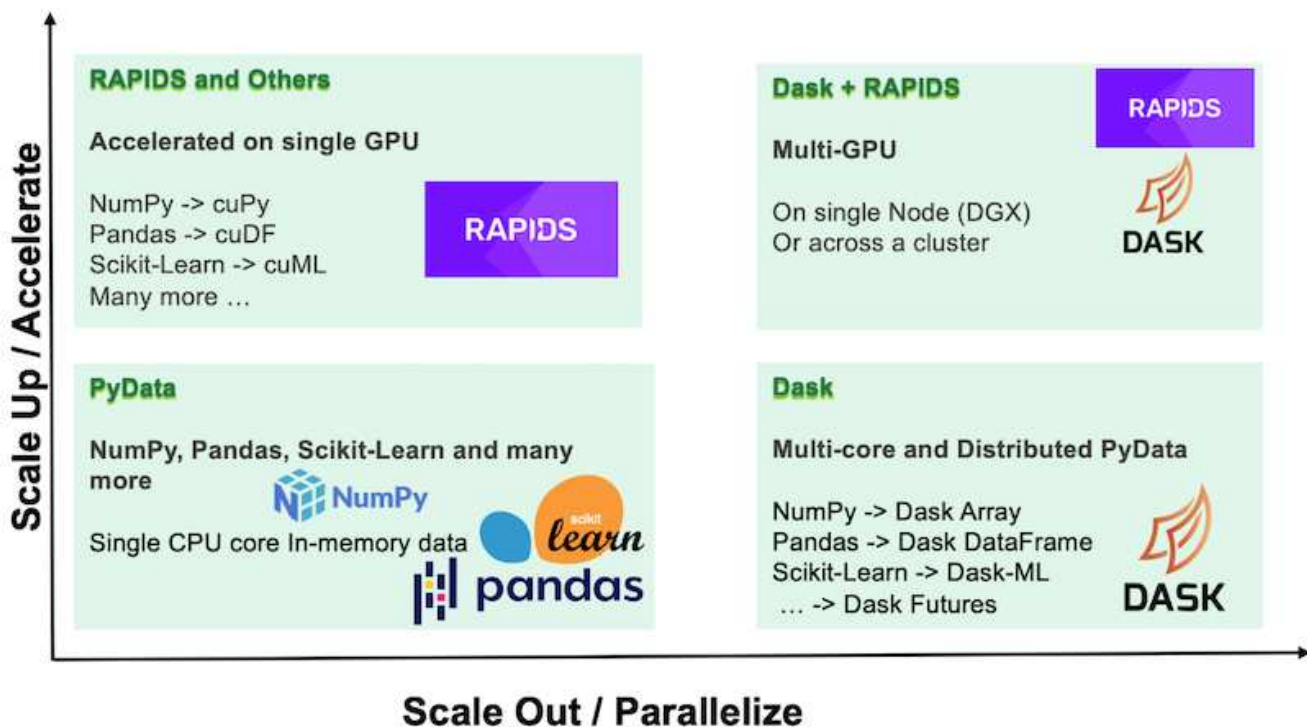 Scale Up / Accelerate
RAPIDS and Others
Accelerated on single GPU
NumPy -> cuPy
Pandas -> cuDF
Scikit-Learn -> cuML
Many more …
RAPIDS
Dask + RAPIDS
RAPIDS
Multi-GPU
On single Node (DGX)
Or across a cluster
DASK
PyData
NumPy, Pandas, Scikit-Learn and many
more
NumPy
Single CPU core In-memory data
scikit
learn
pandas
Dask
Multi-core and Distributed PyData
NumPy -> Dask Array
Pandas -> Dask DataFrame
Scikit-Learn -> Dask-ML
… -> Dask Futures
DASK
Scale Out / Parallelize